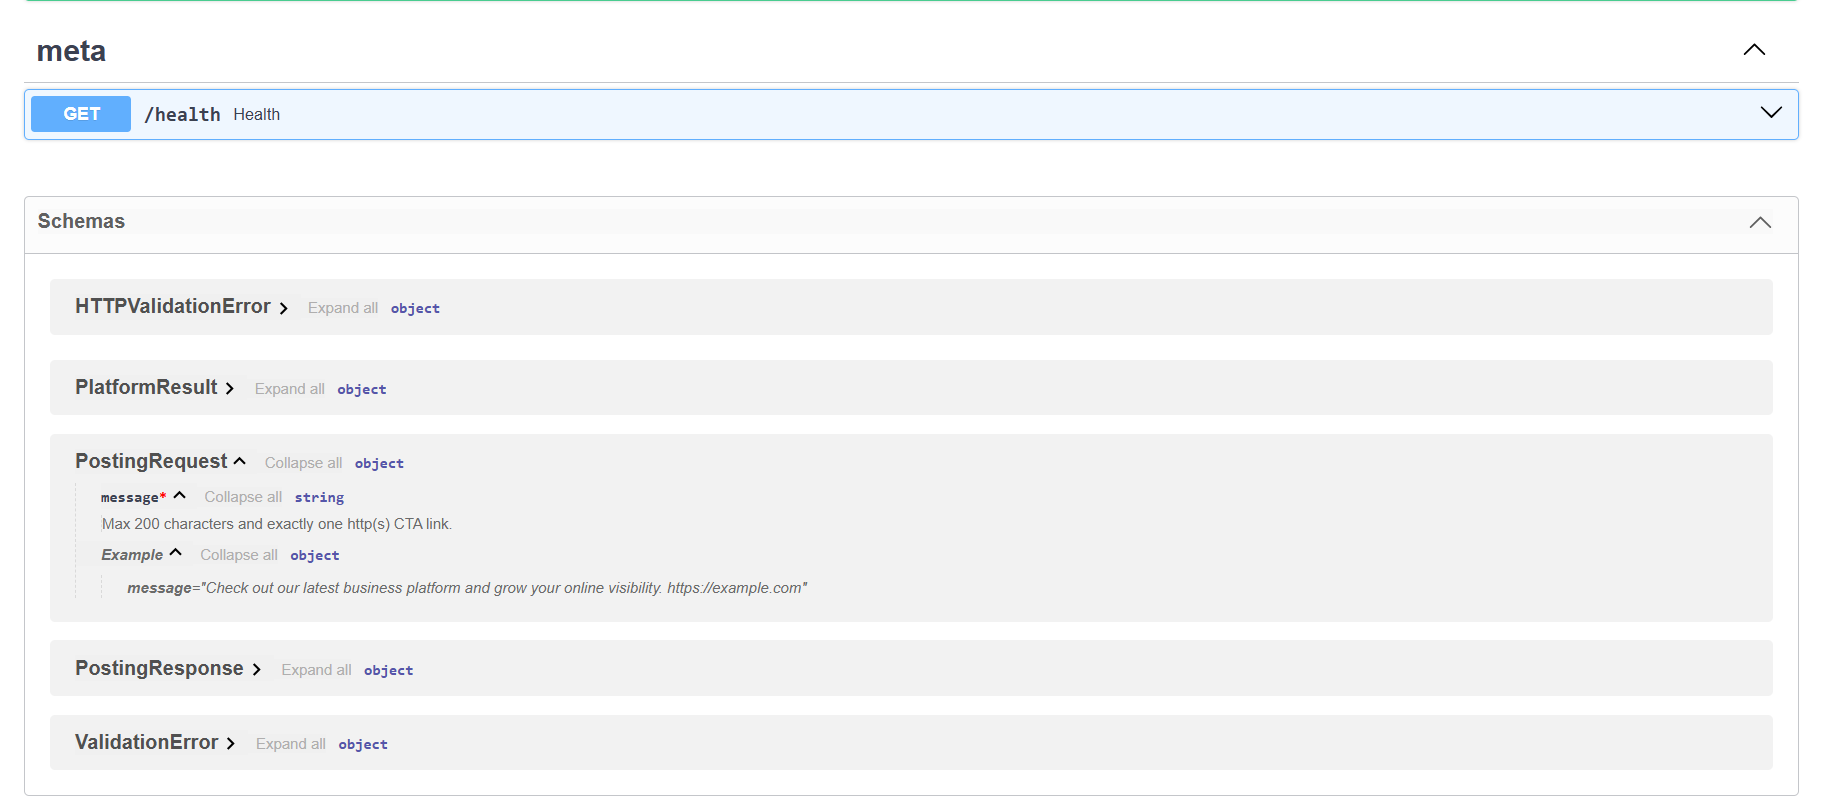 meta
GET /health Health
Schemas
HTTPValidationError Expand all object
PlatformResult Expand all object
PostingRequest Collapse all object
message* Collapse all string
Max 200 characters and exactly one http(s) CTA link.
Example Collapse all object
message="Check out our latest business platform and grow your online visibility. https://example.com"
PostingResponse Expand all object
ValidationError Expand all object